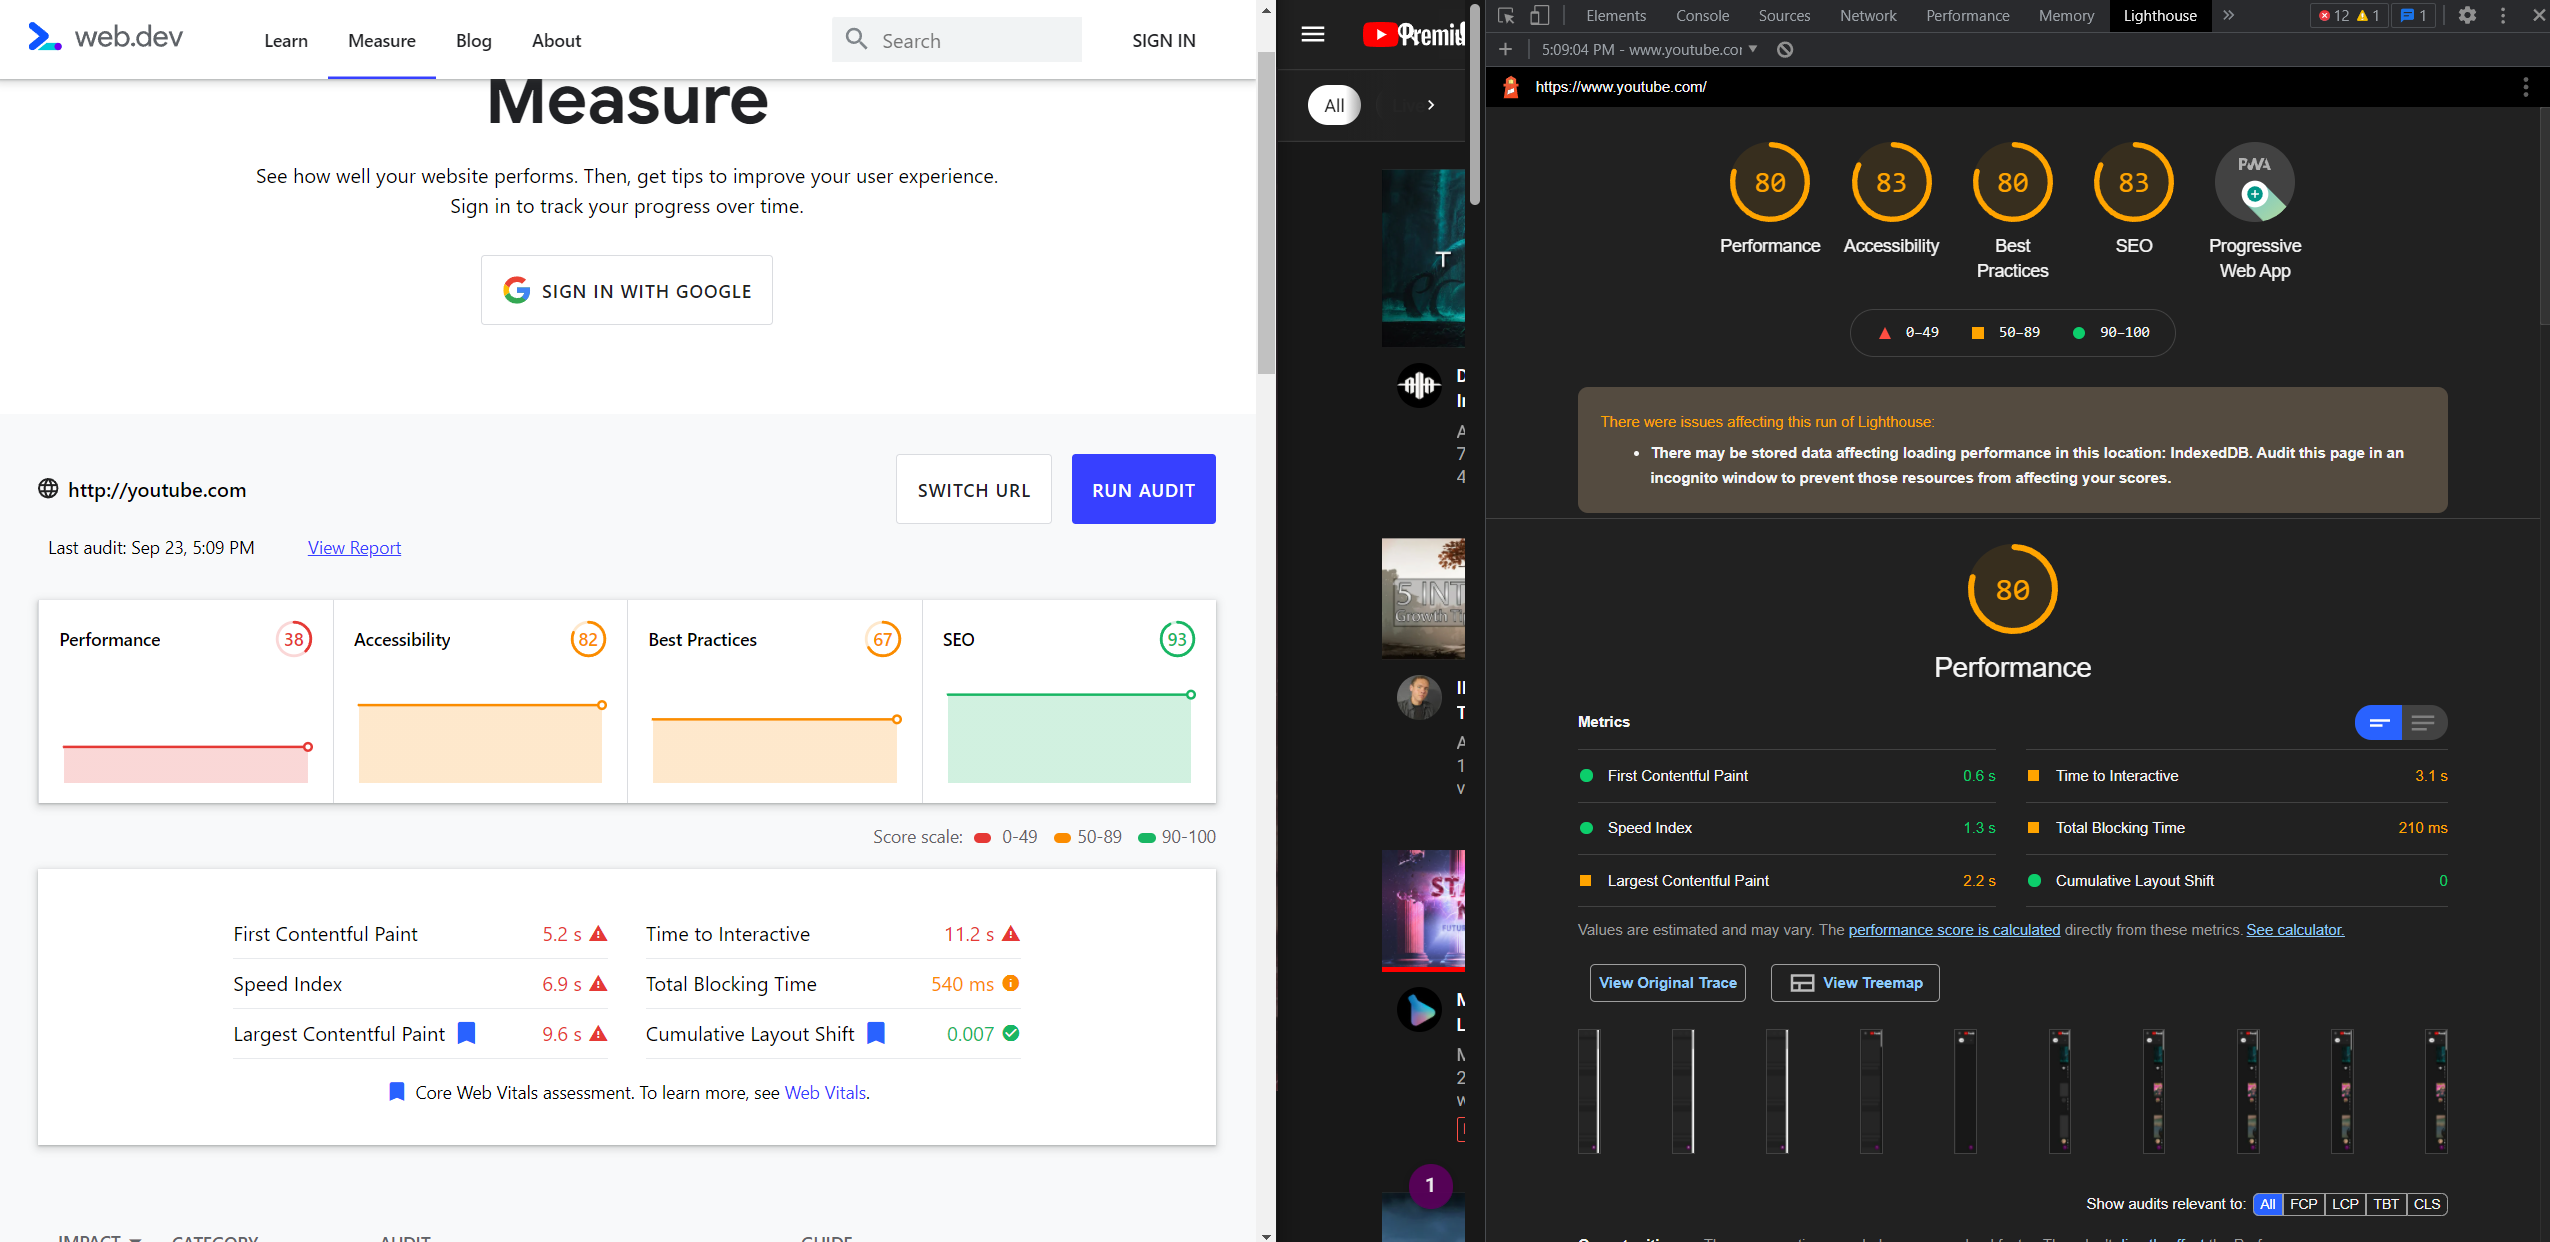 web.dev
Learn
Measure
Blog
About
Search
SIGN IN
Measure
See how well your website performs. Then, get tips to improve your user experience.
Sign in to track your progress over time.
SIGN IN WITH GOOGLE
http://youtube.com
SWITCH URL
RUN AUDIT
Last audit: Sep 23, 5:09 PM
View Report
Performance
38
Accessibility
82
Best Practices
67
SEO
93
Score scale:
0-49
50-89
90-100
First Contentful Paint
5.2 s
Time to Interactive
11.2 s
Speed Index
6.9 s
Total Blocking Time
540 ms
Largest Contentful Paint
9.6 s
Cumulative Layout Shift
0.007
Core Web Vitals assessment. To learn more, see Web Vitals.
IMPACT
CATEGORY
AUDIT
GUIDE
All
T
D
A
7
4
5 INT
Growth
T
A
1
v
STA
FUTUR
M
L
M
2
w
1
Elements
Console
Sources
Network
Performance
Memory
Lighthouse
12
1
1
5:09:04 PM - www.youtube.cor
https://www.youtube.com/
80
Performance
83
Accessibility
80
Best
Practices
83
SEO
PWA
Progressive
Web App
0–49
50–89
90–100
There were issues affecting this run of Lighthouse:
• There may be stored data affecting loading performance in this location: IndexedDB. Audit this page in an
incognito window to prevent those resources from affecting your scores.
80
Performance
Metrics
First Contentful Paint
0.6 s
Time to Interactive
3.1 s
Speed Index
1.3 s
Total Blocking Time
210 ms
Largest Contentful Paint
2.2 s
Cumulative Layout Shift
0
Values are estimated and may vary. The performance score is calculated directly from these metrics. See calculator.
View Original Trace
View Treemap
Show audits relevant to:
All
FCP
LCP
TBT
CLS